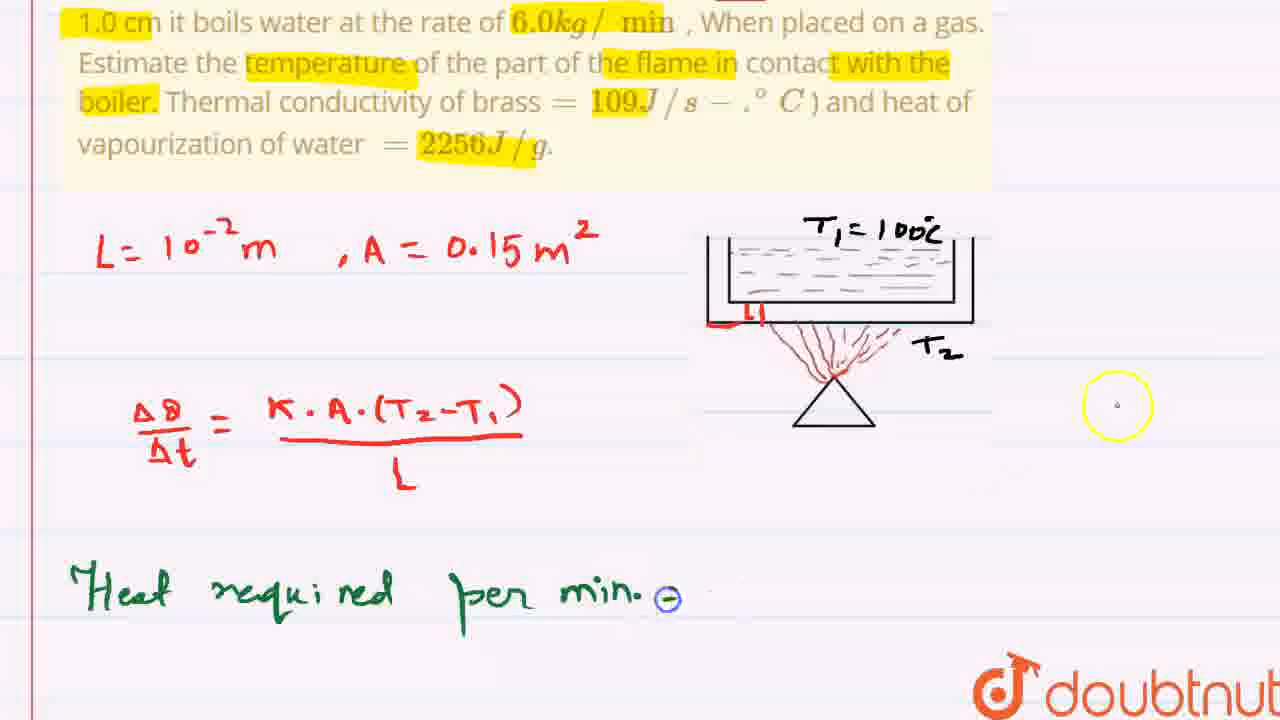 1.0 cm it boils water at the rate of 6.0kg/ min , When placed on a gas.
Estimate the temperature of the part of the flame in contact with the
boiler. Thermal conductivity of brass = 109J/s − .° C ) and heat of
vapourization of water = 2256J/g.
L = 10⁻² m , A = 0.15 m²
T₁ = 100°C
L
T₂
ΔQ/Δt = K · A · (T₂ − T₁)/L
Heat required per min. =
doubtnut